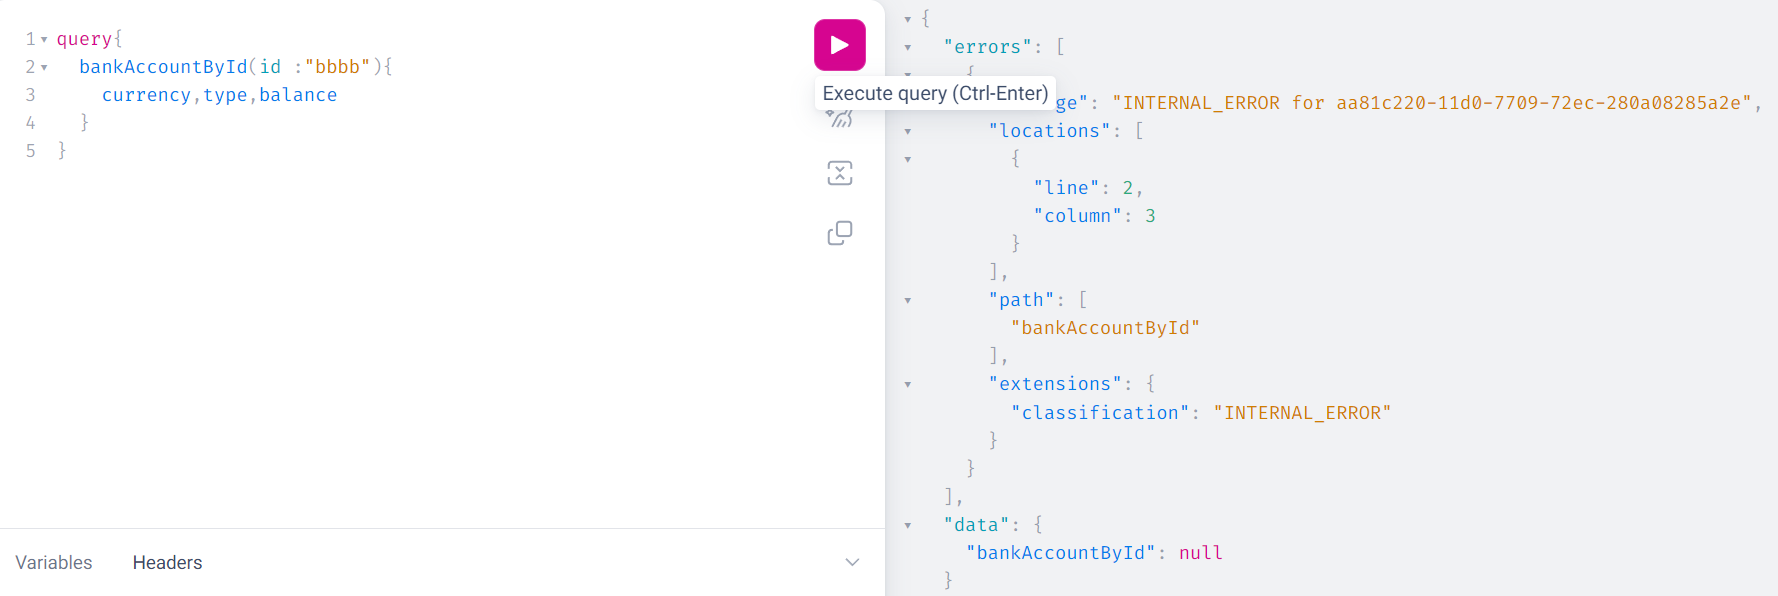 1 query{
2 bankAccountById(id :"bbbb"){
3 currency,type,balance
4 }
5 }
Execute query (Ctrl-Enter)
Variables Headers
{
"errors": [
{
ge": "INTERNAL_ERROR for aa81c220-11d0-7709-72ec-280a08285a2e",
"locations": [
{
"line": 2,
"column": 3
}
],
"path": [
"bankAccountById"
],
"extensions": {
"classification": "INTERNAL_ERROR"
}
}
],
"data": {
"bankAccountById": null
}